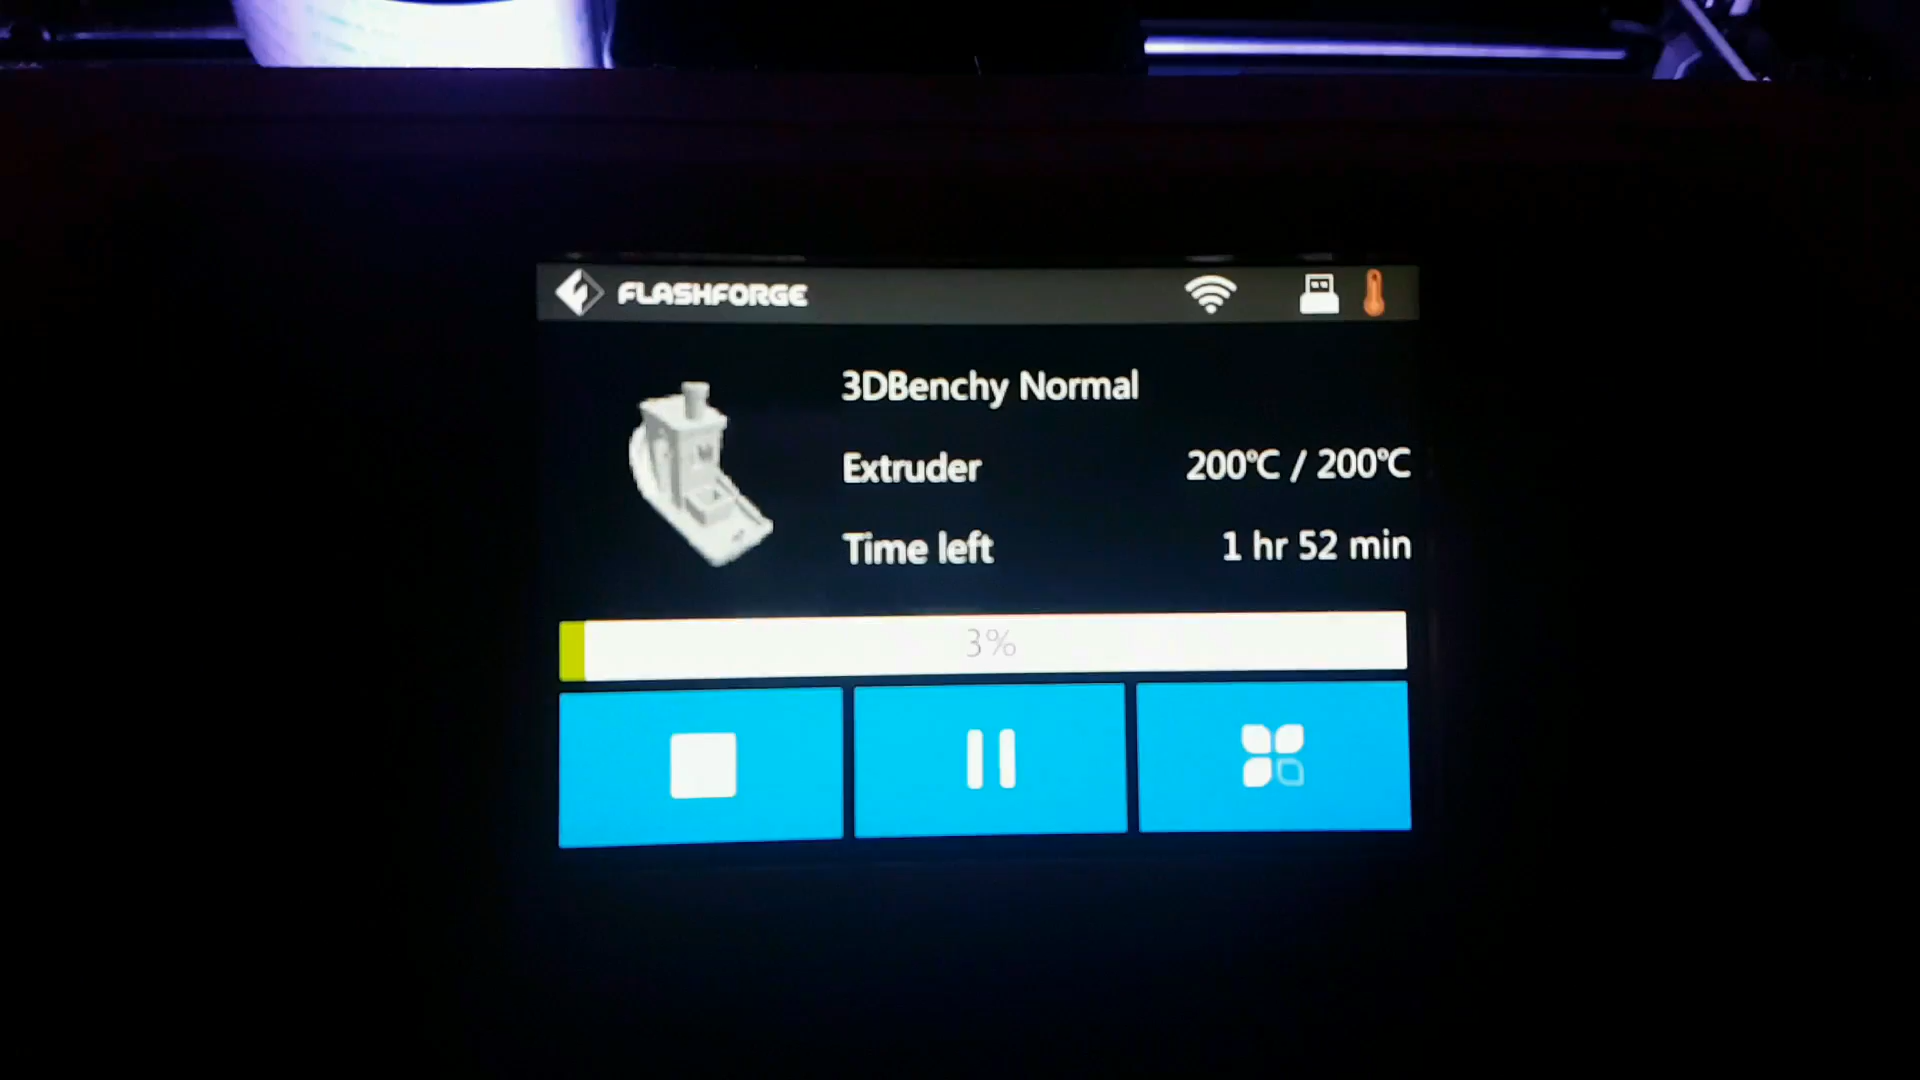 FLASHFORGE
3DBenchy Normal
Extruder 200℃ / 200℃
Time left 1 hr 52 min
3%